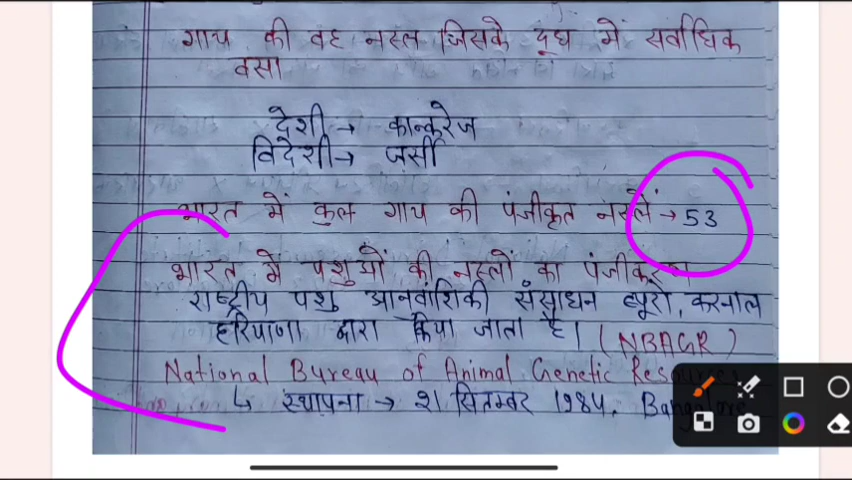 गाय की वह नस्ल जिसके दूध में सर्वाधिक
वसा
देशी → कान्करेज
विदेशी → जर्सी
भारत में कुल गाय की पंजीकृत नस्लें → 53
भारत में पशुओं की नस्लों का पंजीकरण
राष्ट्रीय पशु आनुवांशिकी संसाधन ब्यूरो, करनाल
हरियाणा द्वारा किया जाता है। (NBAGR)
National Bureau of Animal Genetic Resources
↳ स्थापना → 21 सितम्बर 1984, Bangalore